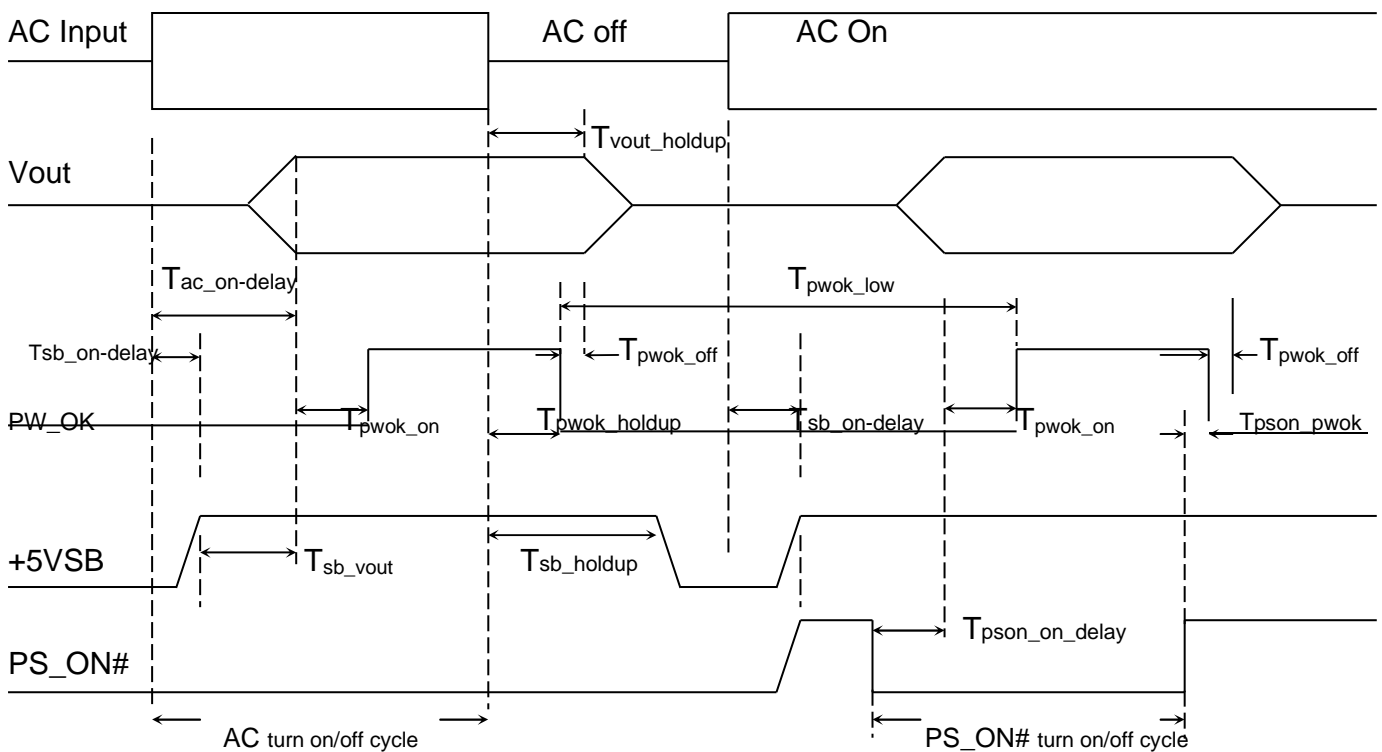 AC Input
AC off
AC On
Tvout_holdup
Vout
Tac_on-delay
Tpwok_low
Tsb_on-delay
Tpwok_off
Tpwok_off
PW_OK
Tpwok_on
Tpwok_holdup
Tsb_on-delay
Tpwok_on
Tpson_pwok
+5VSB
Tsb_vout
Tsb_holdup
Tpson_on_delay
PS_ON#
AC turn on/off cycle
PS_ON# turn on/off cycle